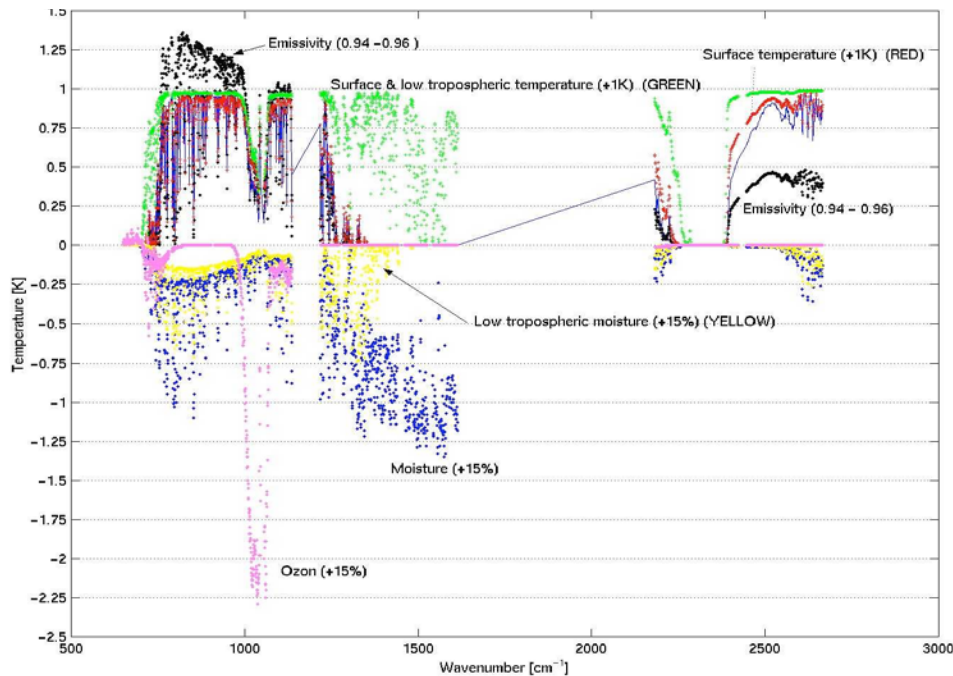 1.5
1.25
1
0.75
0.5
0.25
0
−0.25
−0.5
−0.75
−1
−1.25
−1.5
−1.75
−2
−2.25
−2.5
Temperature [K]
Emissivity (0.94 −0.96 )
Surface temperature (+1K) (RED)
Surface & low tropospheric temperature (+1K) (GREEN)
Emissivity (0.94 − 0.96)
Low tropospheric moisture (+15%) (YELLOW)
Moisture (+15%)
Ozon (+15%)
500 1000 1500 2000 2500 3000
Wavenumber [cm⁻¹]